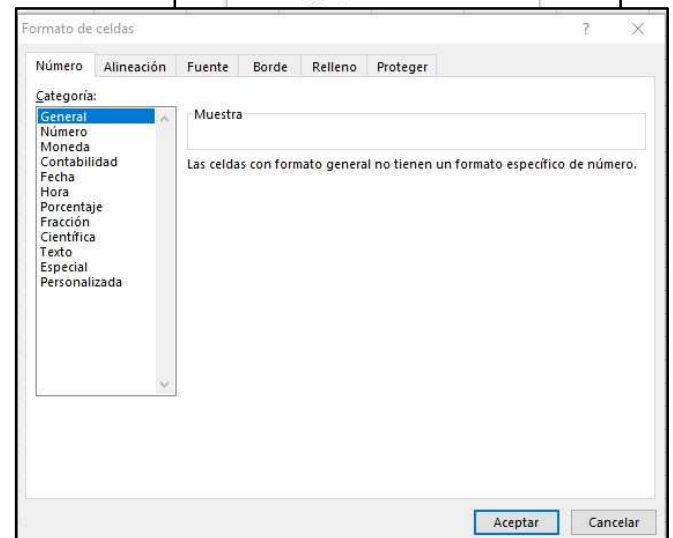 Formato de celdas ? ×
Número Alineación Fuente Borde Relleno Proteger
Categoría:
General
Número
Moneda
Contabilidad
Fecha
Hora
Porcentaje
Fracción
Científica
Texto
Especial
Personalizada
Muestra
Las celdas con formato general no tienen un formato específico de número.
Aceptar Cancelar